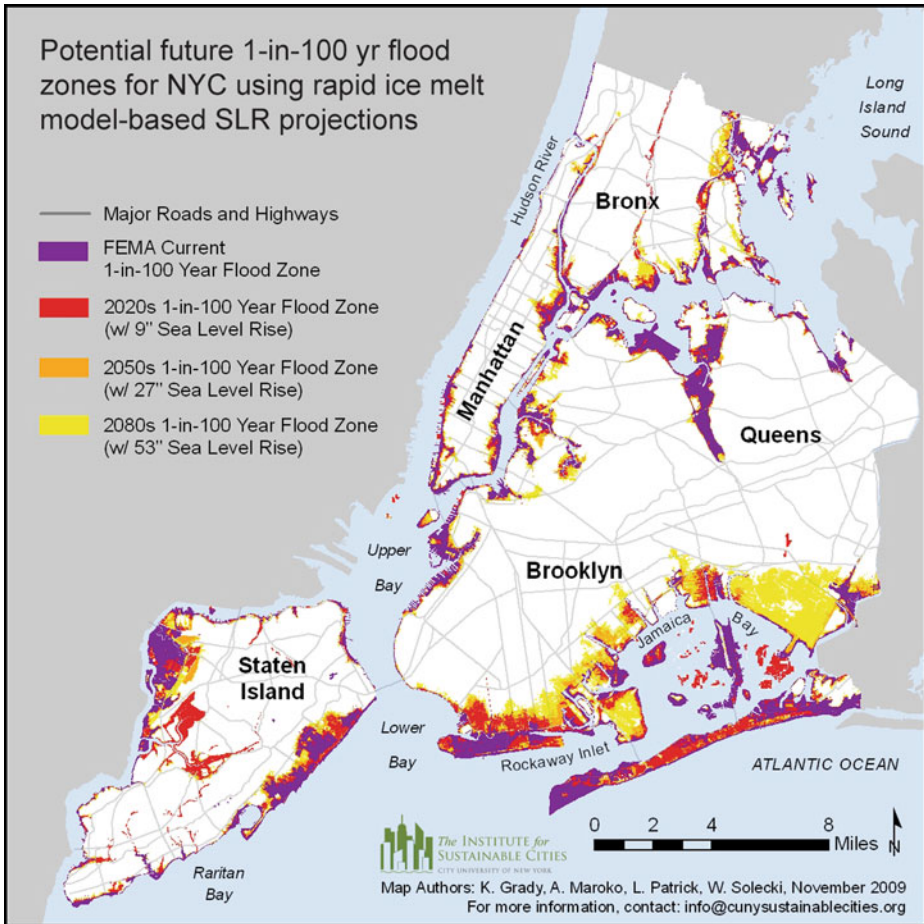 Potential future 1-in-100 yr flood
zones for NYC using rapid ice melt
model-based SLR projections
Major Roads and Highways
FEMA Current
1-in-100 Year Flood Zone
2020s 1-in-100 Year Flood Zone
(w/ 9" Sea Level Rise)
2050s 1-in-100 Year Flood Zone
(w/ 27" Sea Level Rise)
2080s 1-in-100 Year Flood Zone
(w/ 53" Sea Level Rise)
Long
Island
Sound
Hudson River
Bronx
Manhattan
Queens
Upper
Bay
Brooklyn
Jamaica Bay
Staten
Island
Lower
Bay
Rockaway Inlet
ATLANTIC OCEAN
Raritan
Bay
The INSTITUTE for
SUSTAINABLE CITIES
CITY UNIVERSITY OF NEW YORK
0 2 4 8
Miles
N
Map Authors: K. Grady, A. Maroko, L. Patrick, W. Solecki, November 2009
For more information, contact: info@cunysustainablecities.org